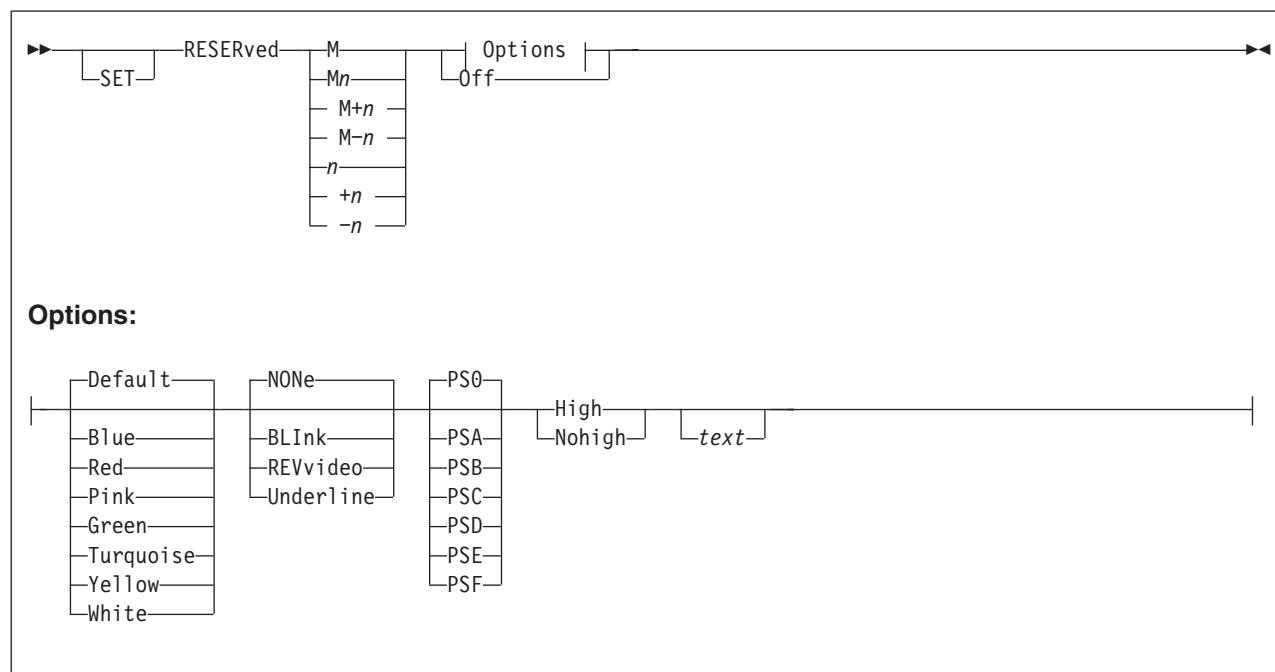 RESERved M Options
SET Mn Off
M+n
M−n
n
+n
−n
Options:
Default NONe PS0
High
Blue BLInk PSA Nohigh text
Red REVvideo PSB
Pink Underline PSC
Green PSD
Turquoise PSE
Yellow PSF
White